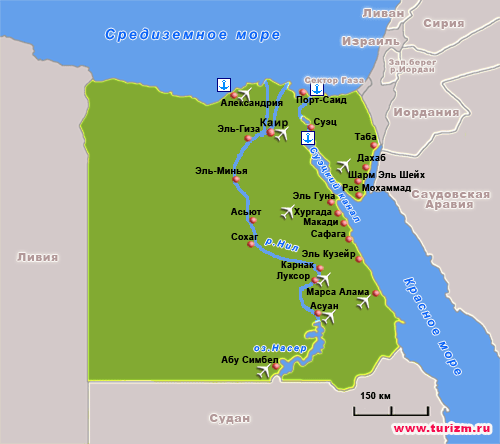 Ливан
Сирия
Средиземное море
Израиль
Зап.берег
р.Иордан
Сектор Газа
Порт-Саид
Александрия
Иордания
Каир
Суэц
Эль-Гиза
Таба
Дахаб
Суэцкий канал
Эль-Минья
Шарм Эль Шейх
Рас Мохаммад
Саудовская
Аравия
Эль Гуна
Асьют
Хургада
Макади
Сафага
Сохаг
р.Нил
Эль Кузейр
Ливия
Карнак
Луксор
Марса Алама
Красное море
Асуан
оз.Насер
Абу Симбел
150 км
Судан
www.turizm.ru